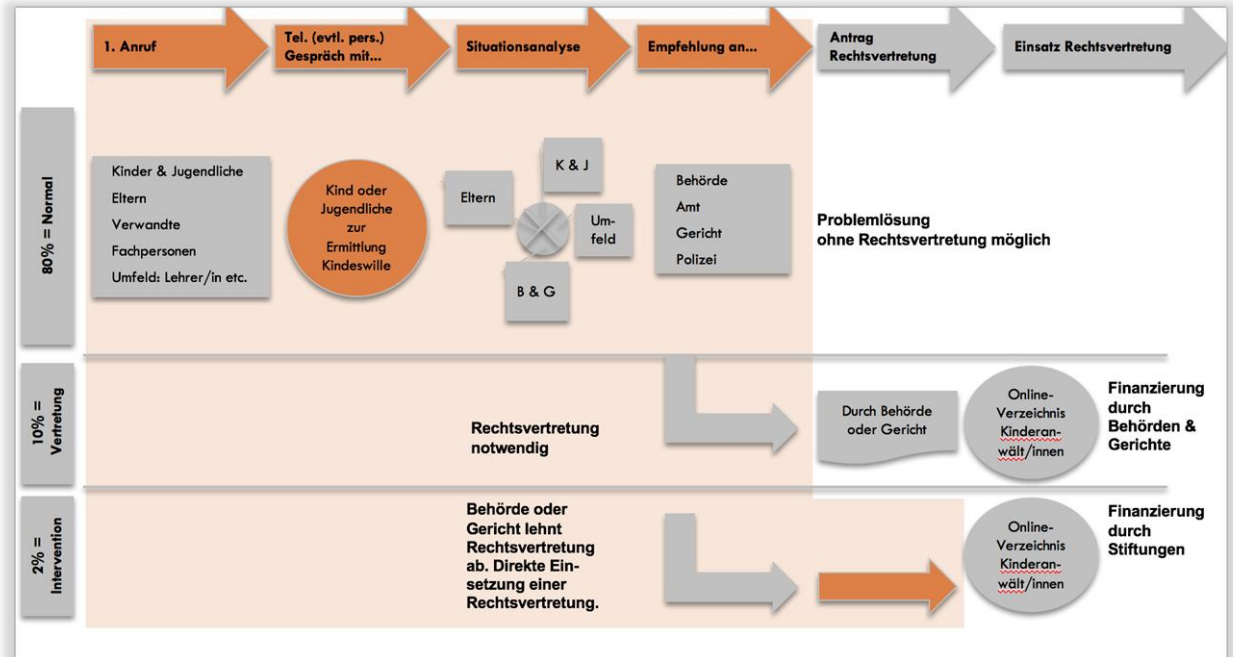 1. Anruf
Tel. (evtl. pers.)
Gespräch mit...
Situationsanalyse
Empfehlung an...
Antrag
Rechtsvertretung
Einsatz Rechtsvertretung
80% = Normal
Kinder & Jugendliche
Eltern
Verwandte
Fachpersonen
Umfeld: Lehrer/in etc.
Kind oder
Jugendliche
zur
Ermittlung
Kindeswille
K & J
Eltern
Um-
feld
B & G
Behörde
Amt
Gericht
Polizei
Problemlösung
ohne Rechtsvertretung möglich
10% =
Vertretung
Rechtsvertretung
notwendig
Durch Behörde
oder Gericht
Online-
Verzeichnis
Kinderan-
wält/innen
Finanzierung
durch
Behörden &
Gerichte
2% =
Intervention
Behörde oder
Gericht lehnt
Rechtsvertretung
ab. Direkte Ein-
setzung einer
Rechtsvertretung.
Online-
Verzeichnis
Kinderan-
wält/innen
Finanzierung
durch
Stiftungen